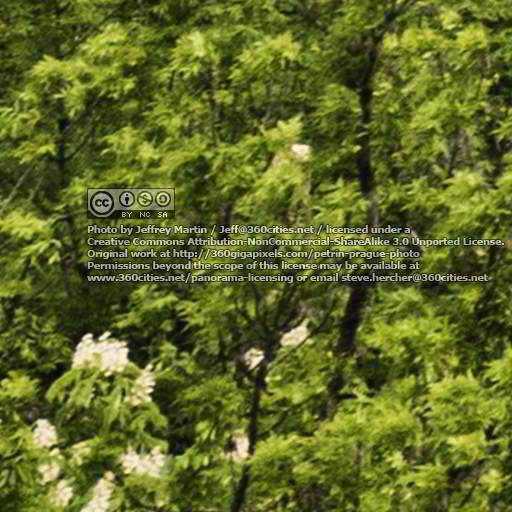 cc
BY NC SA
Photo by Jeffrey Martin / Jeff@360cities.net / licensed under a
Creative Commons Attribution-NonCommercial-ShareAlike 3.0 Unported License.
Original work at http://360gigapixels.com/petrin-prague-photo
Permissions beyond the scope of this license may be available at
www.360cities.net/panorama-licensing or email steve.hercher@360cities.net